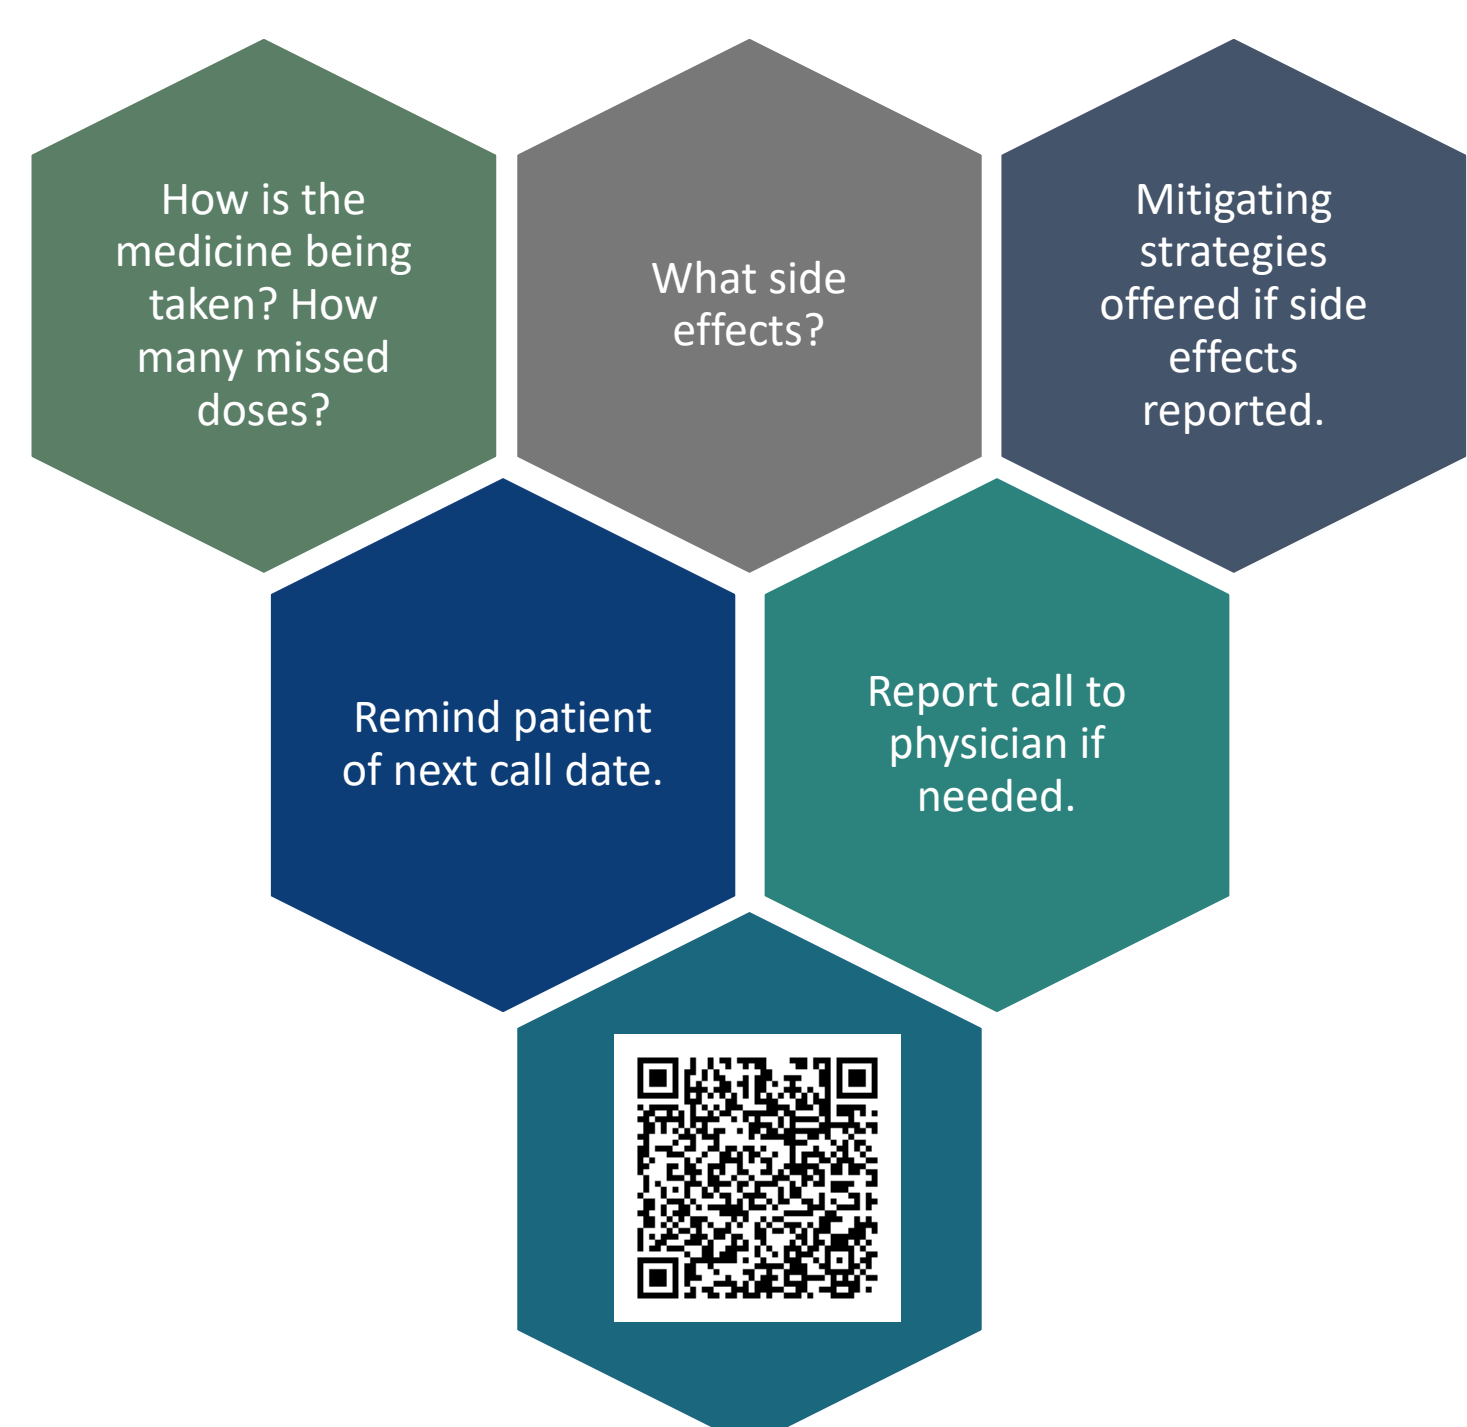 How is the
medicine being
taken? How
many missed
doses?
What side
effects?
Mitigating
strategies
offered if side
effects
reported.
Remind patient
of next call date.
Report call to
physician if
needed.